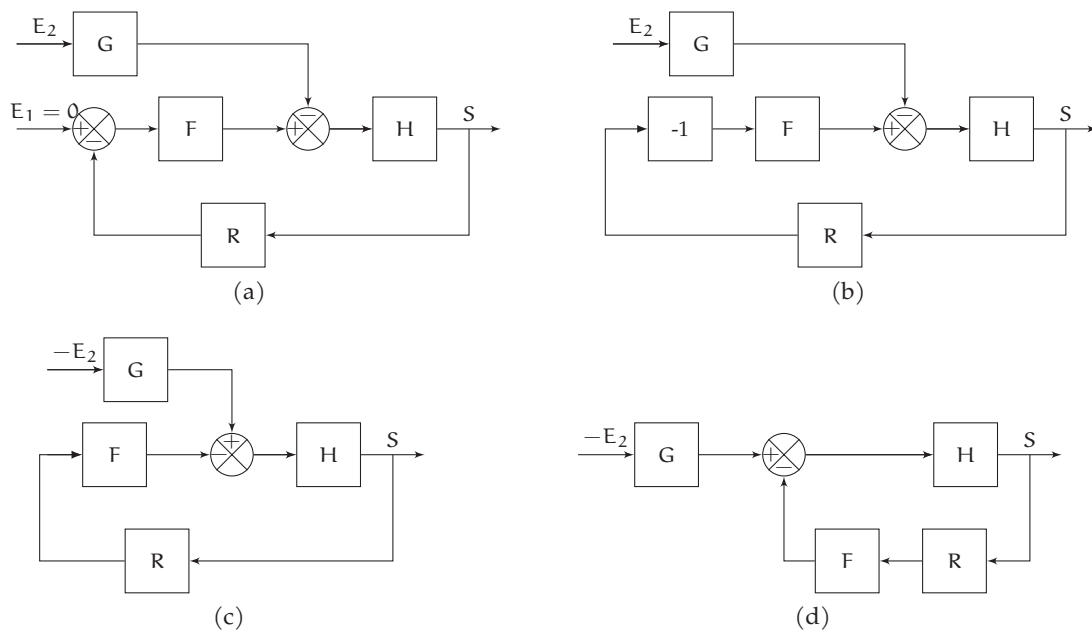 E₂
G
E₁ = 0
+
−
F
+
−
H
S
R
(a)
E₂
G
-1
F
+
−
H
S
R
(b)
−E₂
G
F
−
+
H
S
R
(c)
−E₂
G
+
−
H
S
F
R
(d)